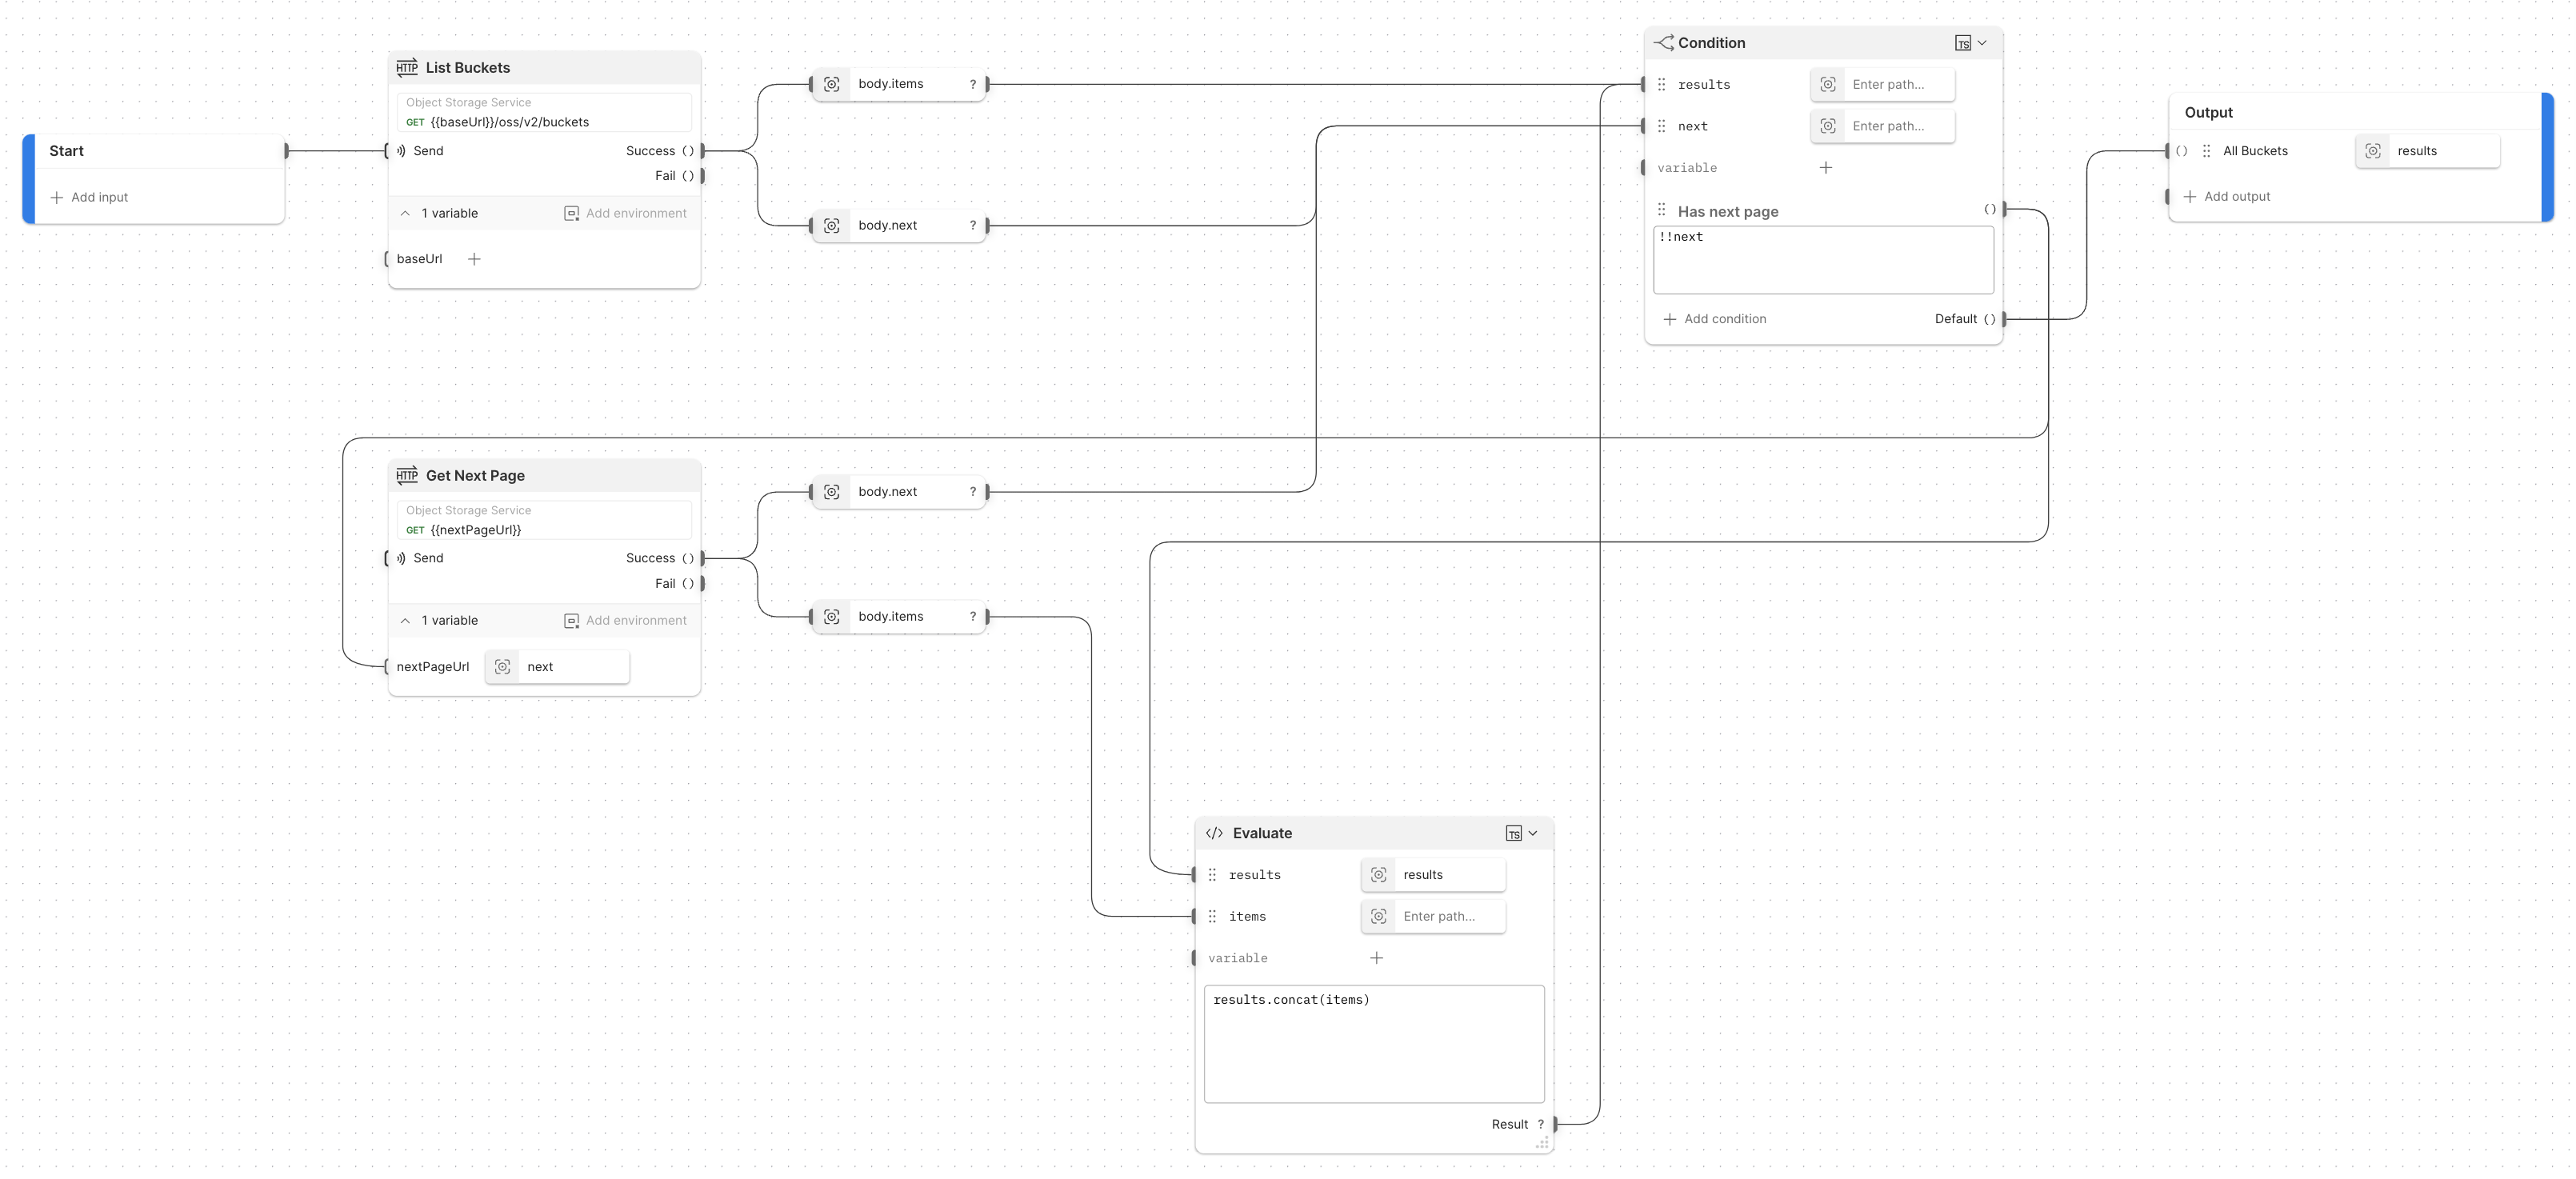 Start
Add input
HTTP List Buckets
Object Storage Service
GET {{baseUrl}}/oss/v2/buckets
Send Success ()
Fail ()
1 variable Add environment
baseUrl
body.items ?
body.next ?
Condition TS
results Enter path...
next Enter path...
variable
Has next page ()
!!next
Add condition Default ()
Output
() All Buckets results
Add output
HTTP Get Next Page
Object Storage Service
GET {{nextPageUrl}}
Send Success ()
Fail ()
1 variable Add environment
nextPageUrl next
body.next ?
body.items ?
</> Evaluate TS
results results
items Enter path...
variable
results.concat(items)
Result ?